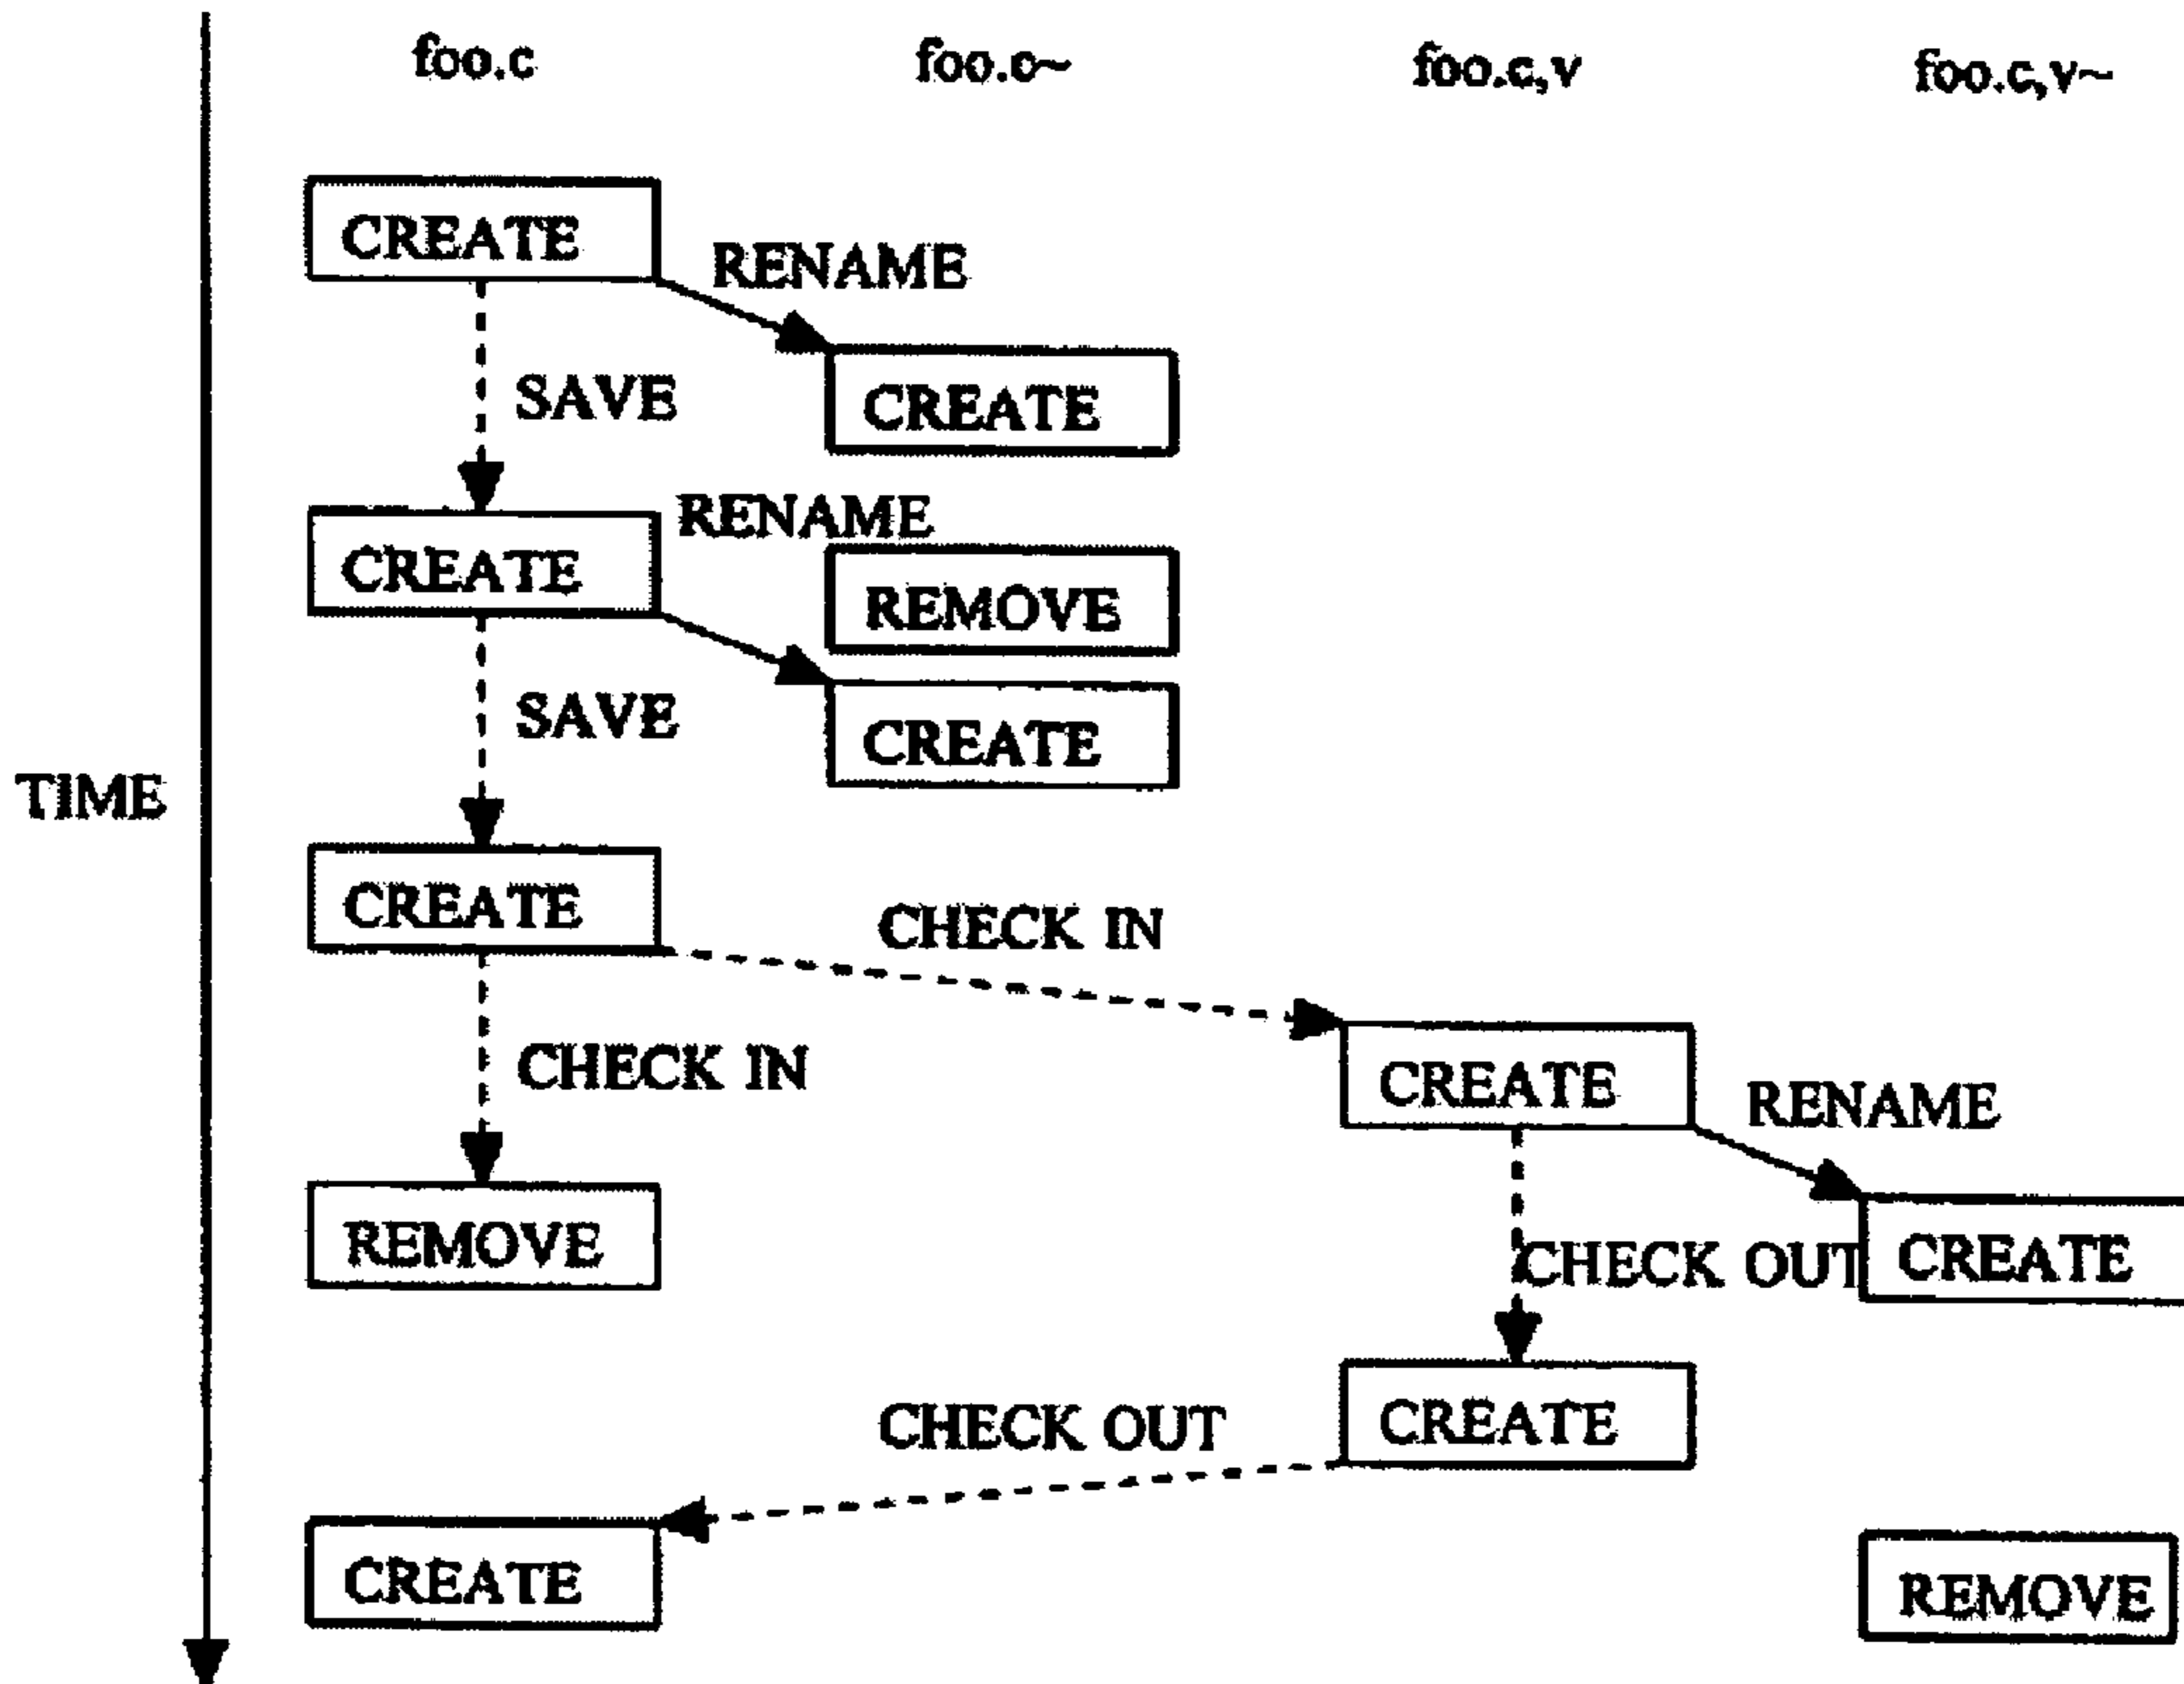 foo.c foo.c~ foo.c,v foo.c,v~
CREATE
RENAME
SAVE
CREATE
RENAME
CREATE
REMOVE
SAVE
CREATE
TIME
CREATE
CHECK IN
CHECK IN
CREATE
RENAME
REMOVE
CHECK OUT
CREATE
CREATE
CHECK OUT
CREATE
REMOVE